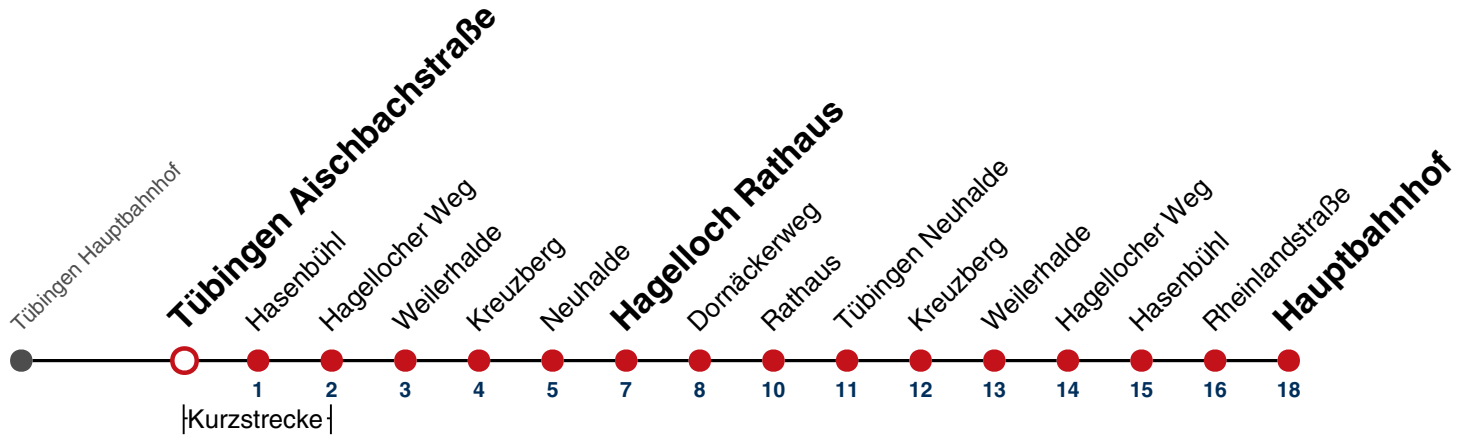 Tübingen Hauptbahnhof
Tübingen Aischbachstraße
Hasenbühl
Hagellocher Weg
Weilerhalde
Kreuzberg
Neuhalde
Hagelloch Rathaus
Dornäckerweg
Rathaus
Tübingen Neuhalde
Kreuzberg
Weilerhalde
Hagellocher Weg
Hasenbühl
Rheinlandstraße
Hauptbahnhof
1 2 3 4 5 7 8 10 11 12 13 14 15 16 18
Kurzstrecke